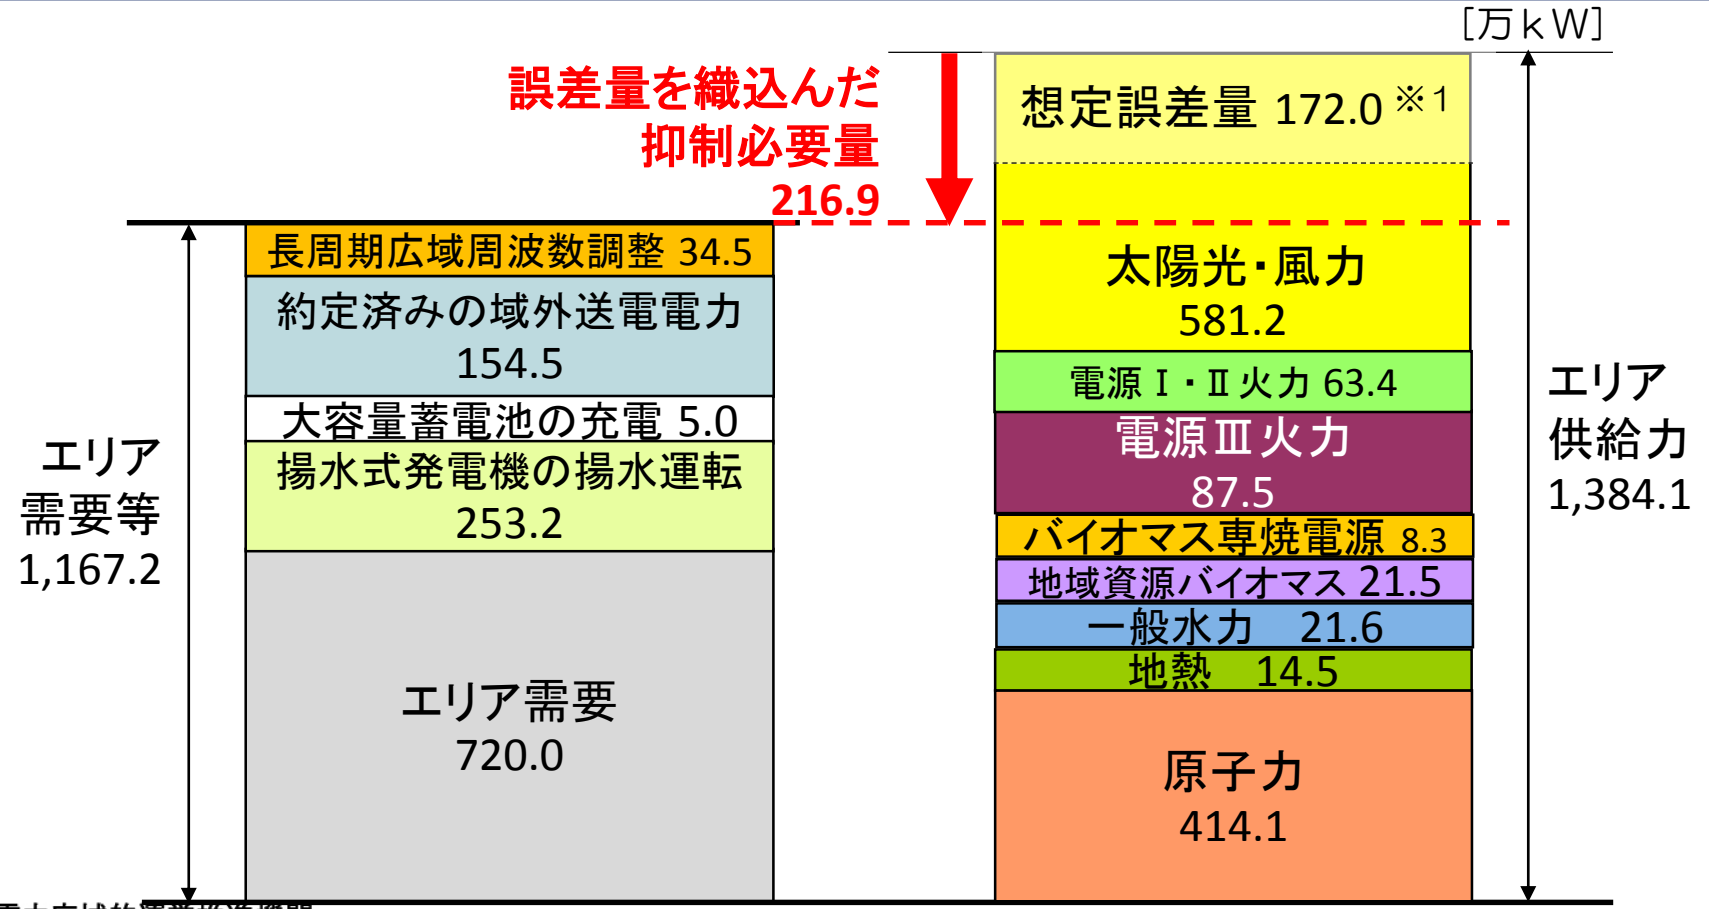 [万kW]
誤差量を織込んだ
抑制必要量
216.9
想定誤差量 172.0 ※1
長周期広域周波数調整 34.5
約定済みの域外送電電力
154.5
大容量蓄電池の充電 5.0
揚水式発電機の揚水運転
253.2
エリア需要
720.0
エリア
需要等
1,167.2
太陽光・風力
581.2
電源Ⅰ・Ⅱ火力 63.4
電源Ⅲ火力
87.5
バイオマス専焼電源 8.3
地域資源バイオマス 21.5
一般水力 21.6
地熱 14.5
原子力
414.1
エリア
供給力
1,384.1